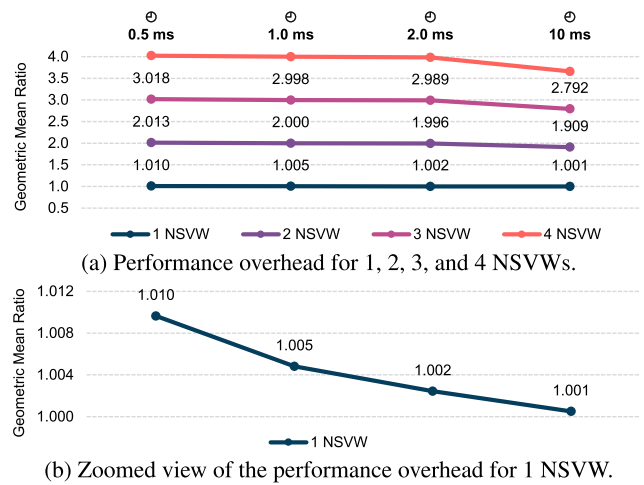 0.5 ms 1.0 ms 2.0 ms 10 ms
Geometric Mean Ratio
4.0
3.5
3.0
2.5
2.0
1.5
1.0
0.5
3.018 2.998 2.989 2.792
2.013 2.000 1.996 1.909
1.010 1.005 1.002 1.001
1 NSVW 2 NSVW 3 NSVW 4 NSVW
(a) Performance overhead for 1, 2, 3, and 4 NSVWs.
Geometric Mean Ratio
1.012
1.008
1.004
1.000
1.010 1.005 1.002 1.001
1 NSVW
(b) Zoomed view of the performance overhead for 1 NSVW.